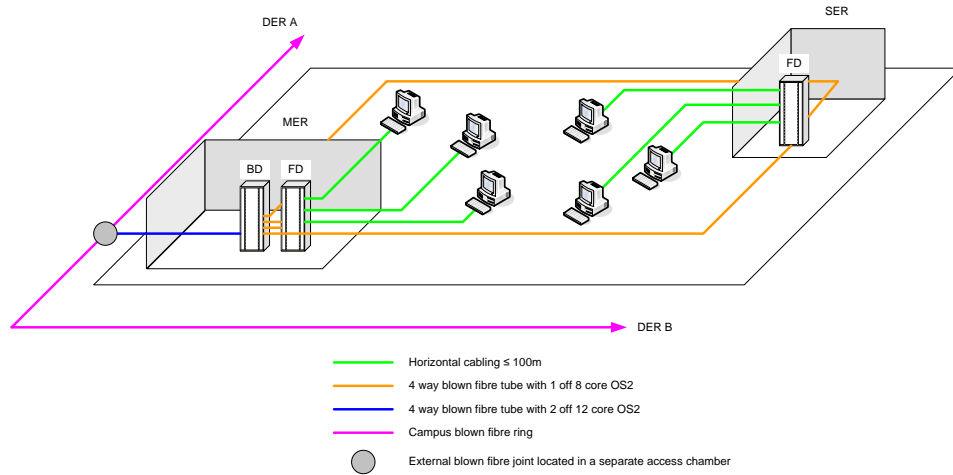 DER A
SER
FD
MER
BD
FD
DER B
Horizontal cabling ≤ 100m
4 way blown fibre tube with 1 off 8 core OS2
4 way blown fibre tube with 2 off 12 core OS2
Campus blown fibre ring
External blown fibre joint located in a separate access chamber